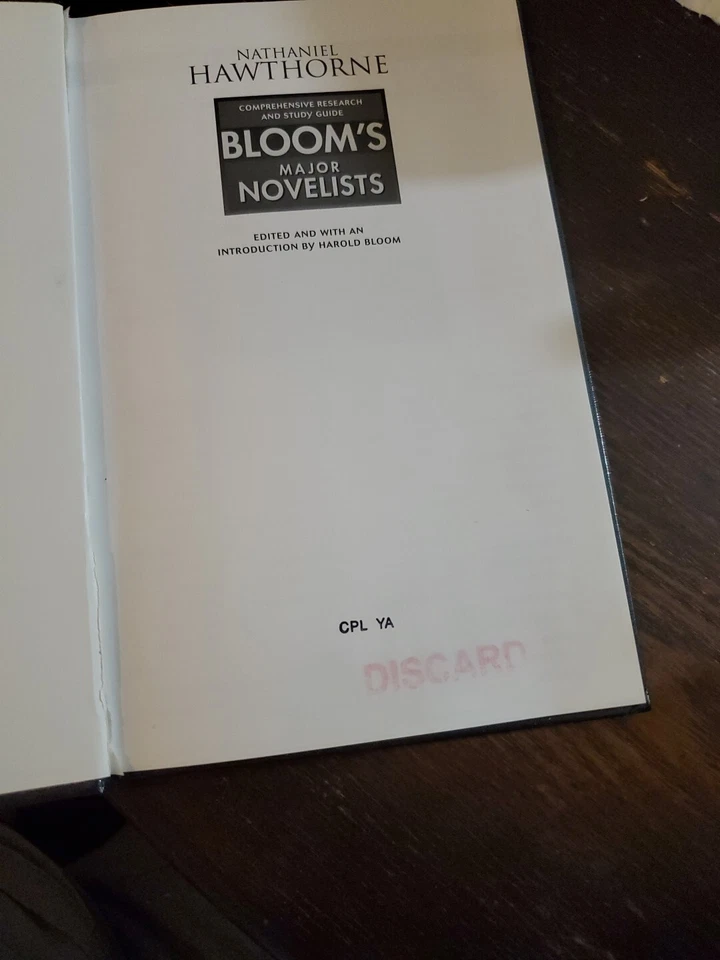 NATHANIEL
HAWTHORNE
COMPREHENSIVE RESEARCH
AND STUDY GUIDE
BLOOM'S
MAJOR
NOVELISTS
EDITED AND WITH AN
INTRODUCTION BY HAROLD BLOOM
CPL YA
DISCARD